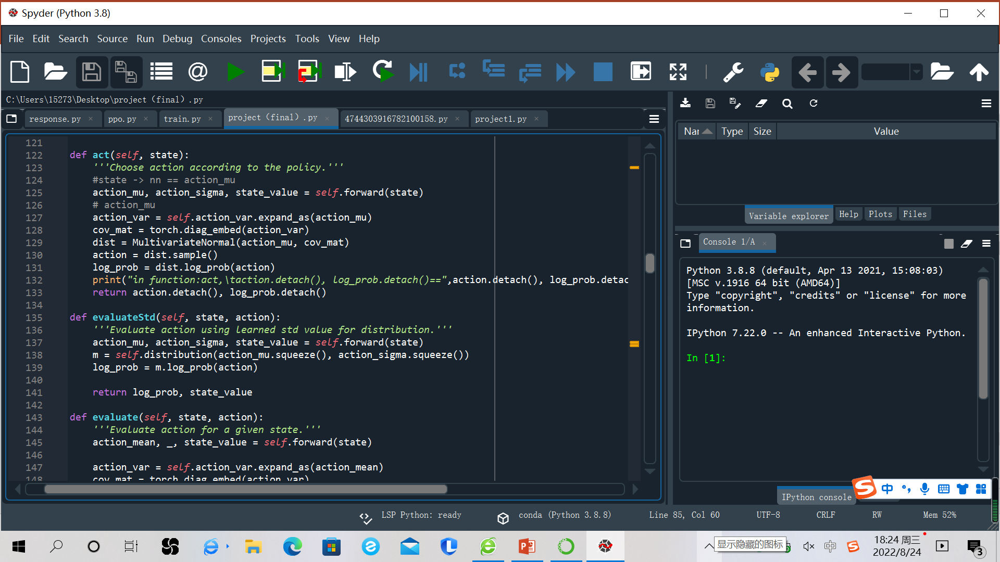 Spyder (Python 3.8)
File Edit Search Source Run Debug Consoles Projects Tools View Help
C:\Users\15273\Desktop\project（final）.py
response.py
ppo.py
train.py
project（final）.py
4744303916782100158.py
project1.py
121
122 def act(self, state):
123 '''Choose action according to the policy.'''
124 #state -> nn == action_mu
125 action_mu, action_sigma, state_value = self.forward(state)
126 # action_mu
127 action_var = self.action_var.expand_as(action_mu)
128 cov_mat = torch.diag_embed(action_var)
129 dist = MultivariateNormal(action_mu, cov_mat)
130 action = dist.sample()
131 log_prob = dist.log_prob(action)
132 print("in function:act,\taction.detach(), log_prob.detach()==",action.detach(), log_prob.detac
133 return action.detach(), log_prob.detach()
134
135 def evaluateStd(self, state, action):
136 '''Evaluate action using learned std value for distribution.'''
137 action_mu, action_sigma, state_value = self.forward(state)
138 m = self.distribution(action_mu.squeeze(), action_sigma.squeeze())
139 log_prob = m.log_prob(action)
140
141 return log_prob, state_value
142
143 def evaluate(self, state, action):
144 '''Evaluate action for a given state.'''
145 action_mean, _, state_value = self.forward(state)
146
147 action_var = self.action_var.expand_as(action_mean)
148 cov_mat = torch.diag_embed(action_var)
Nar Type Size Value
Variable explorer Help Plots Files
Console 1/A
Python 3.8.8 (default, Apr 13 2021, 15:08:03)
[MSC v.1916 64 bit (AMD64)]
Type "copyright", "credits" or "license" for more
information.
IPython 7.22.0 -- An enhanced Interactive Python.
In [1]:
中
IPython console
LSP Python: ready
conda (Python 3.8.8)
Line 85, Col 60
UTF-8
CRLF
RW
Mem 52%
显示隐藏的图标
中
18:24 周三
2022/8/24
3